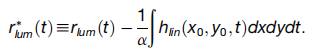 r*lum(t) ≡ rlum(t) − 1/α ∫ hlin(x0, y0, t)dxdydt.